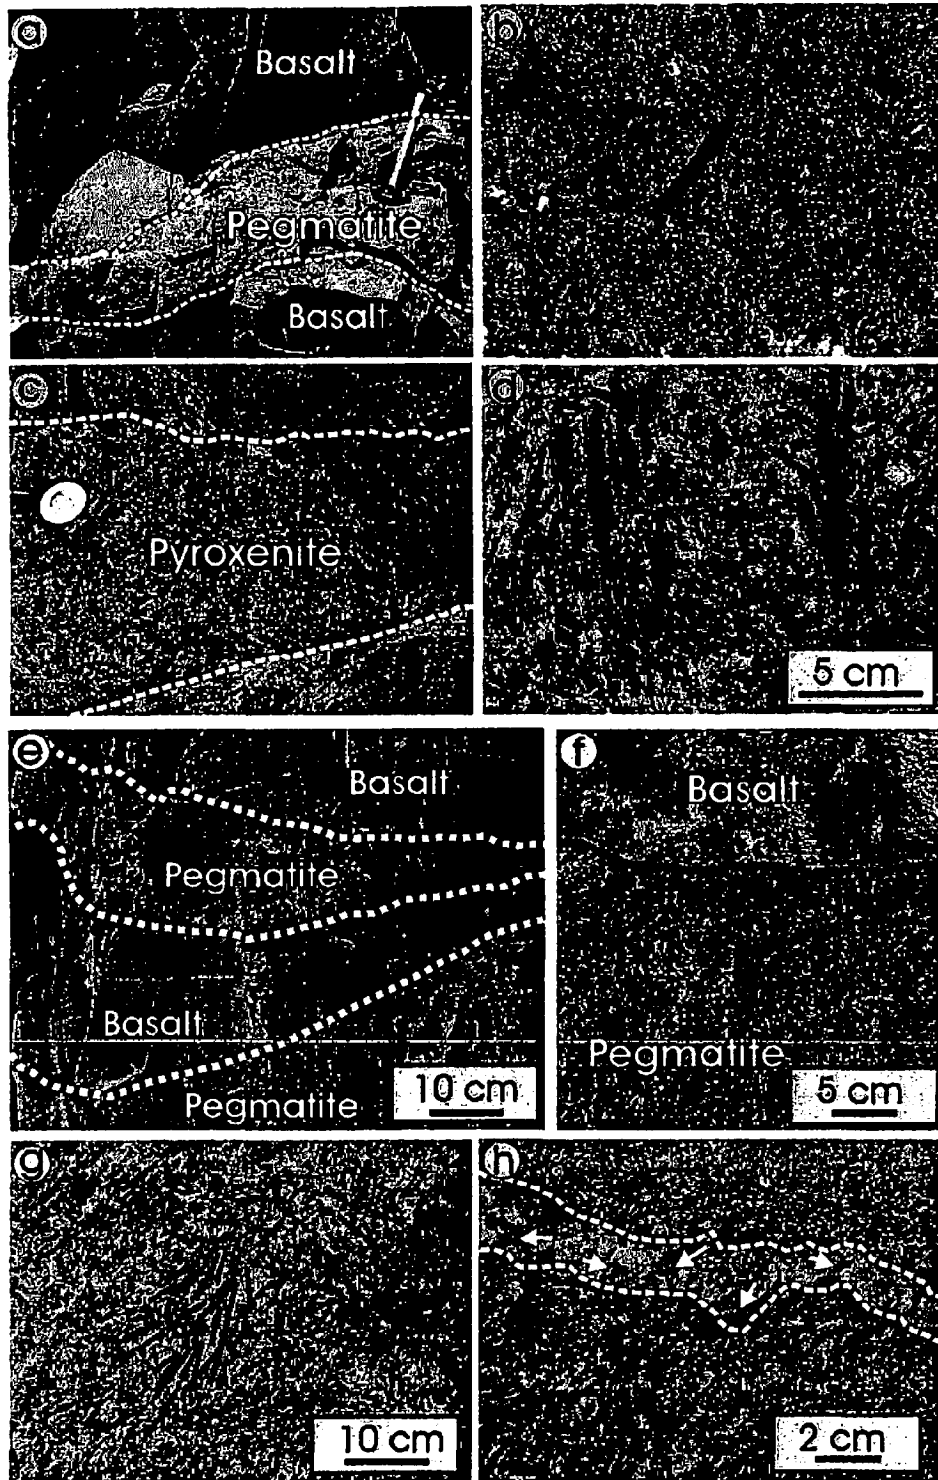 a
Basalt
Pegmatite
Basalt
b
c
Pyroxenite
d
5 cm
e
Basalt
Pegmatite
Basalt
Pegmatite
10 cm
f
Basalt
Pegmatite
5 cm
g
10 cm
h
2 cm